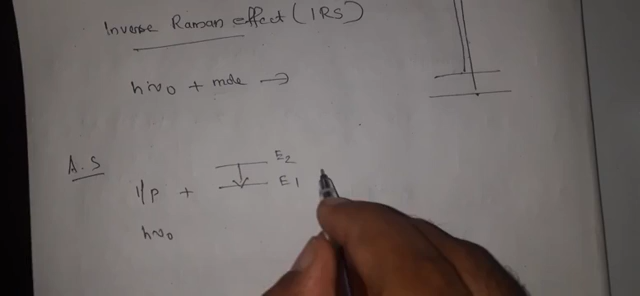 Inverse Raman effect (IRS)
hν0 + mole →
A.S
E2
I/p + E1
hν0